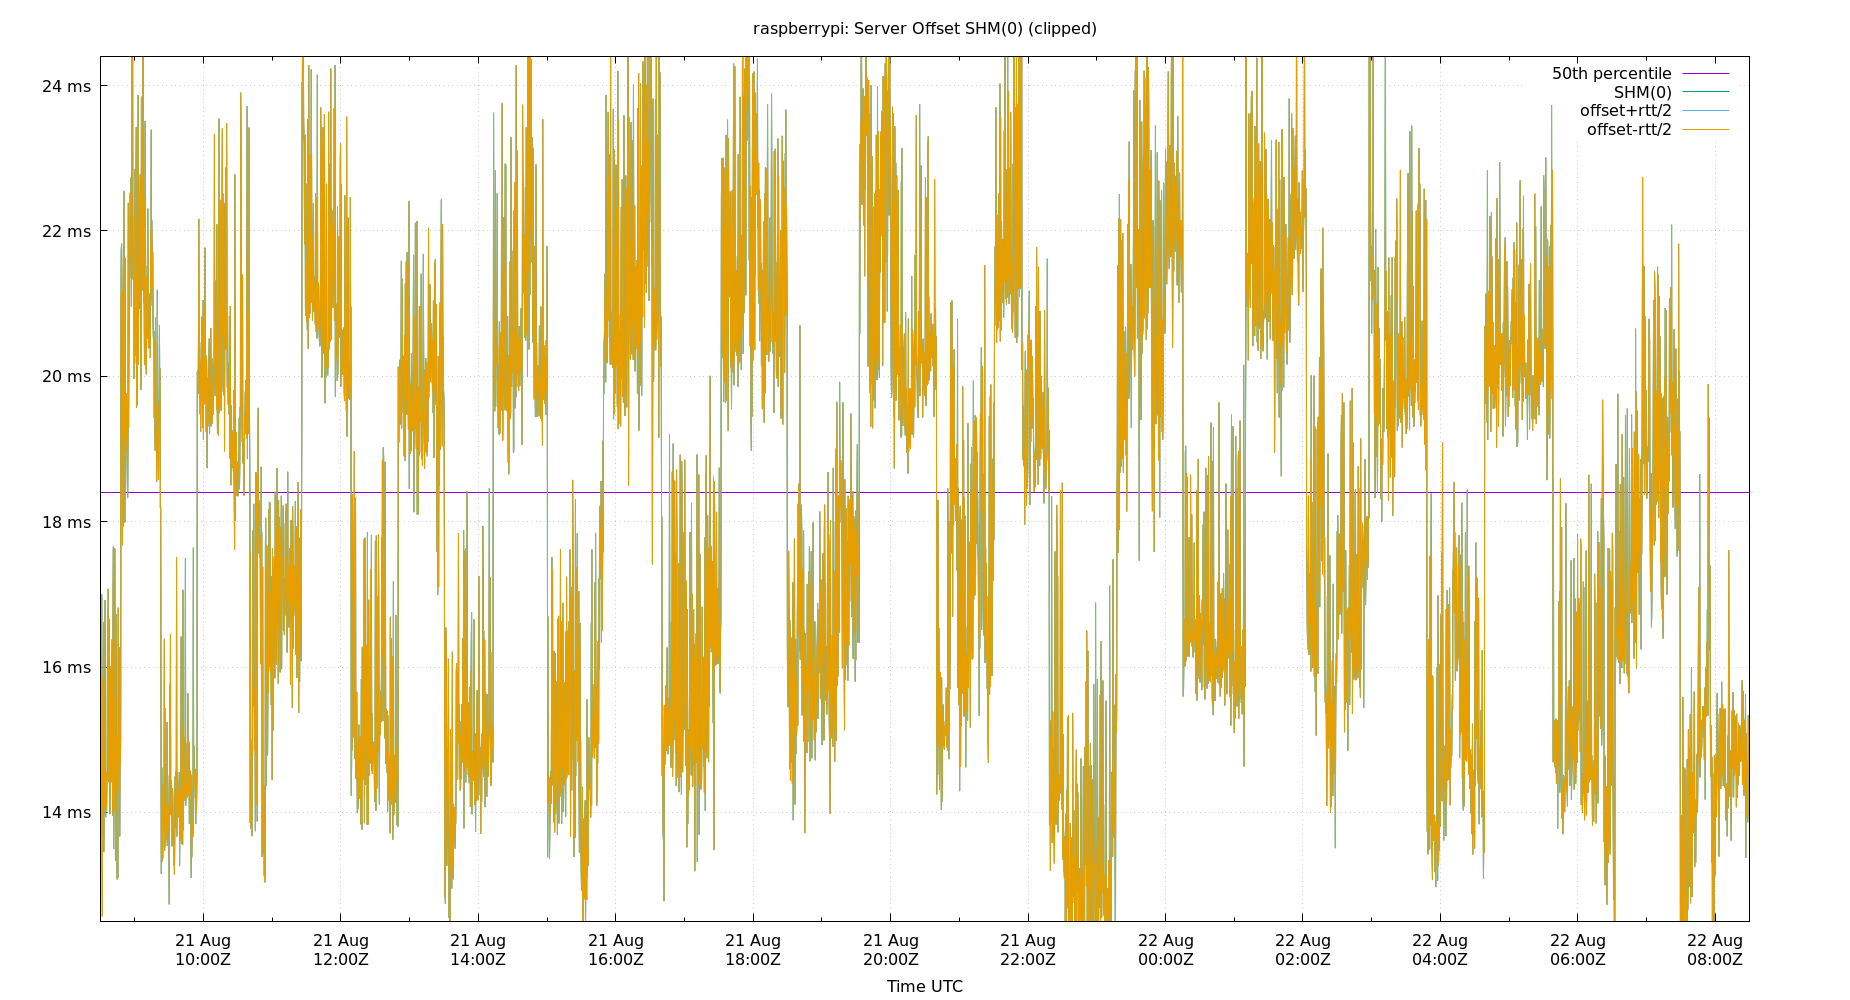 raspberrypi: Server Offset SHM(0) (clipped)
50th percentile
SHM(0)
offset+rtt/2
offset-rtt/2
24 ms
22 ms
20 ms
18 ms
16 ms
14 ms
21 Aug 21 Aug 21 Aug 21 Aug 21 Aug 21 Aug 21 Aug 22 Aug 22 Aug 22 Aug 22 Aug 22 Aug
10:00Z 12:00Z 14:00Z 16:00Z 18:00Z 20:00Z 22:00Z 00:00Z 02:00Z 04:00Z 06:00Z 08:00Z
Time UTC